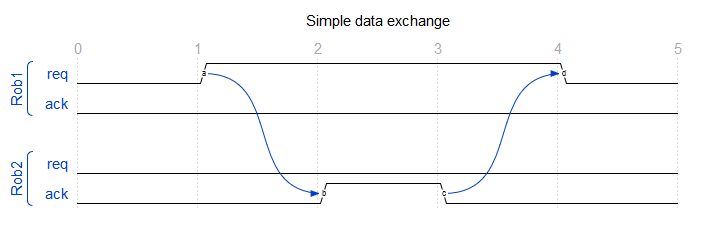 Simple data exchange
0 1 2 3 4 5
Rob1
req
a d
ack
Rob2
req
ack
b c